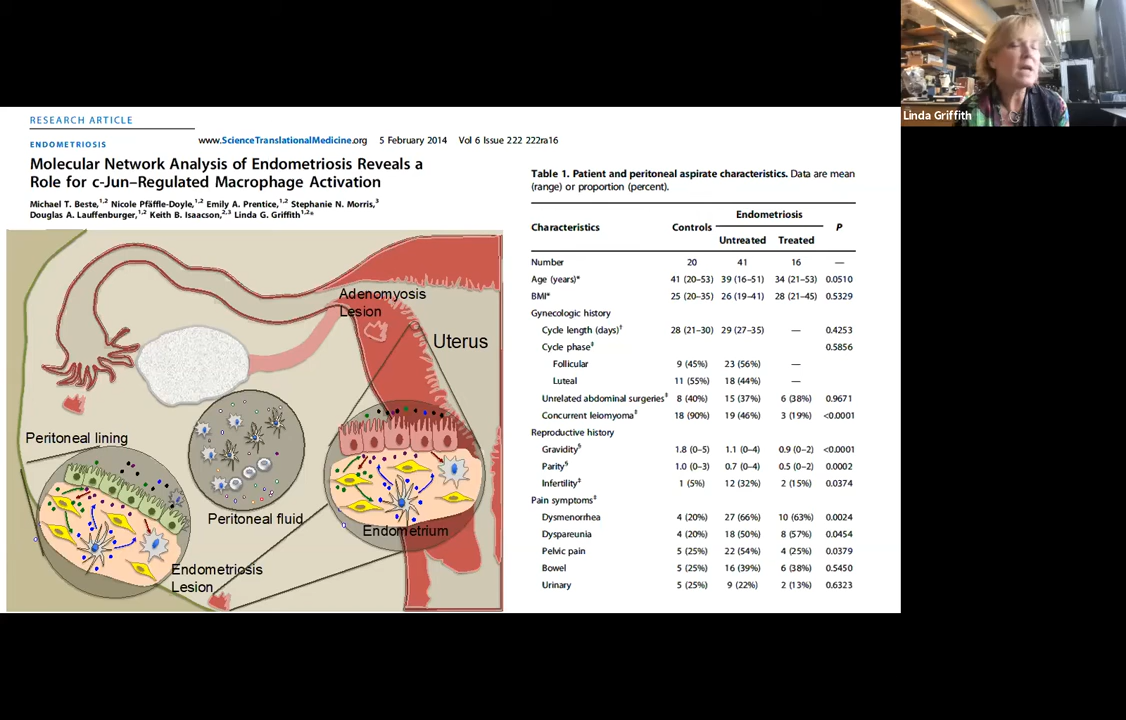 RESEARCH ARTICLE
www.ScienceTranslationalMedicine.org 5 February 2014 Vol 6 Issue 222 222ra16
ENDOMETRIOSIS
Molecular Network Analysis of Endometriosis Reveals a
Role for c-Jun–Regulated Macrophage Activation
Michael T. Beste,1,2 Nicole Pfäffle-Doyle,1,2 Emily A. Prentice,1,2 Stephanie N. Morris,3
Douglas A. Lauffenburger,1,2 Keith B. Isaacson,2,3 Linda G. Griffith1,2*
Adenomyosis
Lesion
Uterus
Peritoneal lining
Peritoneal fluid
Endometrium
Endometriosis
Lesion
Table 1. Patient and peritoneal aspirate characteristics. Data are mean
(range) or proportion (percent).
Endometriosis
Characteristics Controls P
Untreated Treated
Number 20 41 16 —
Age (years)* 41 (20–53) 39 (16–51) 34 (21–53) 0.0510
BMI* 25 (20–35) 26 (19–41) 28 (21–45) 0.5329
Gynecologic history
Cycle length (days)† 28 (21–30) 29 (27–35) — 0.4253
Cycle phase‡ 0.5856
Follicular 9 (45%) 23 (56%) —
Luteal 11 (55%) 18 (44%) —
Unrelated abdominal surgeries‡ 8 (40%) 15 (37%) 6 (38%) 0.9671
Concurrent leiomyoma‡ 18 (90%) 19 (46%) 3 (19%) <0.0001
Reproductive history
Gravidity§ 1.8 (0–5) 1.1 (0–4) 0.9 (0–2) <0.0001
Parity§ 1.0 (0–3) 0.7 (0–4) 0.5 (0–2) 0.0002
Infertility‡ 1 (5%) 12 (32%) 2 (15%) 0.0374
Pain symptoms‡
Dysmenorrhea 4 (20%) 27 (66%) 10 (63%) 0.0024
Dyspareunia 4 (20%) 18 (50%) 8 (57%) 0.0454
Pelvic pain 5 (25%) 22 (54%) 4 (25%) 0.0379
Bowel 5 (25%) 16 (39%) 6 (38%) 0.5450
Urinary 5 (25%) 9 (22%) 2 (13%) 0.6323
Linda Griffith